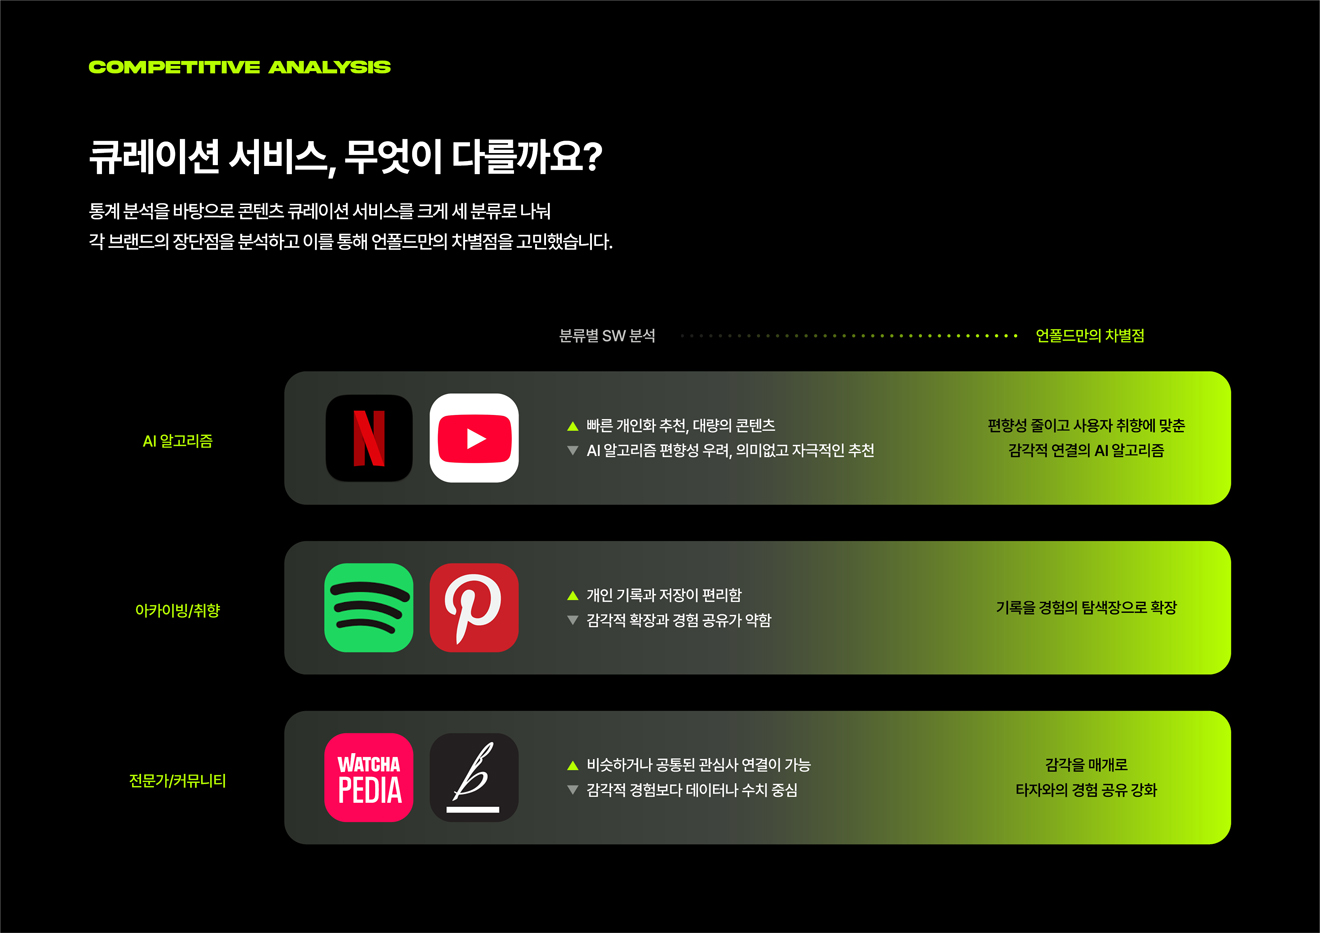 COMPETITIVE ANALYSIS
큐레이션 서비스, 무엇이 다를까요?
통계 분석을 바탕으로 콘텐츠 큐레이션 서비스를 크게 세 분류로 나눠
각 브랜드의 장단점을 분석하고 이를 통해 언폴드만의 차별점을 고민했습니다.
분류별 SW 분석
언폴드만의 차별점
AI 알고리즘
N
▲ 빠른 개인화 추천, 대량의 콘텐츠
▼ AI 알고리즘 편향성 우려, 의미없고 자극적인 추천
편향성 줄이고 사용자 취향에 맞춘
감각적 연결의 AI 알고리즘
아카이빙/취향
▲ 개인 기록과 저장이 편리함
▼ 감각적 확장과 경험 공유가 약함
기록을 경험의 탐색장으로 확장
전문가/커뮤니티
WATCHA
PEDIA
b
▲ 비슷하거나 공통된 관심사 연결이 가능
▼ 감각적 경험보다 데이터나 수치 중심
감각을 매개로
타자와의 경험 공유 강화